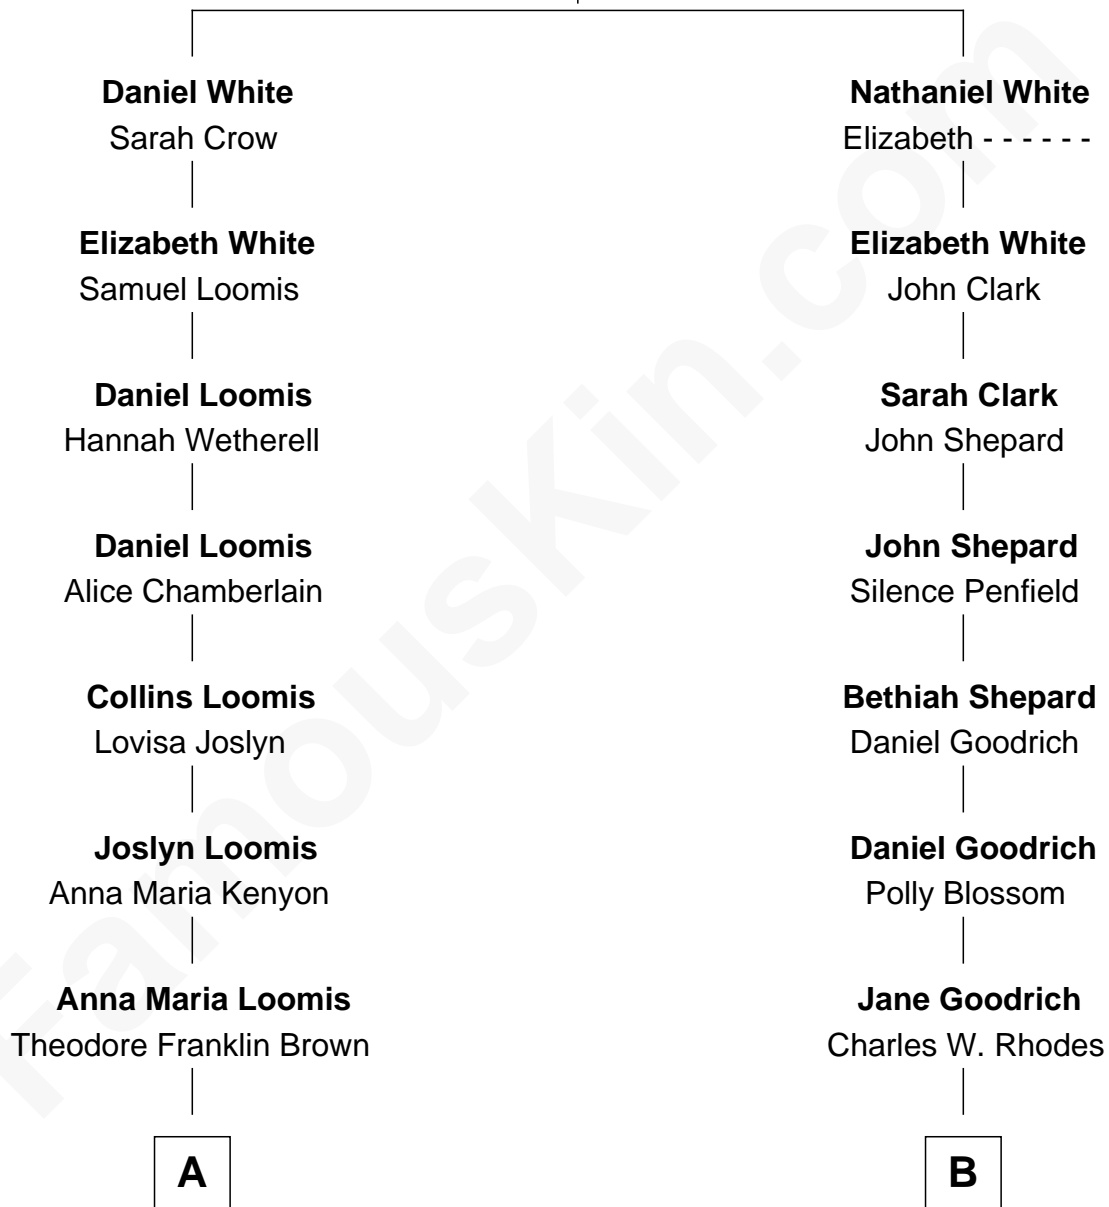 Daniel White
Sarah Crow
Elizabeth White
Samuel Loomis
Daniel Loomis
Hannah Wetherell
Daniel Loomis
Alice Chamberlain
Collins Loomis
Lovisa Joslyn
Joslyn Loomis
Anna Maria Kenyon
Anna Maria Loomis
Theodore Franklin Brown
A
Nathaniel White
Elizabeth - - - - - -
Elizabeth White
John Clark
Sarah Clark
John Shepard
John Shepard
Silence Penfield
Bethiah Shepard
Daniel Goodrich
Daniel Goodrich
Polly Blossom
Jane Goodrich
Charles W. Rhodes
B
FamousKin.com